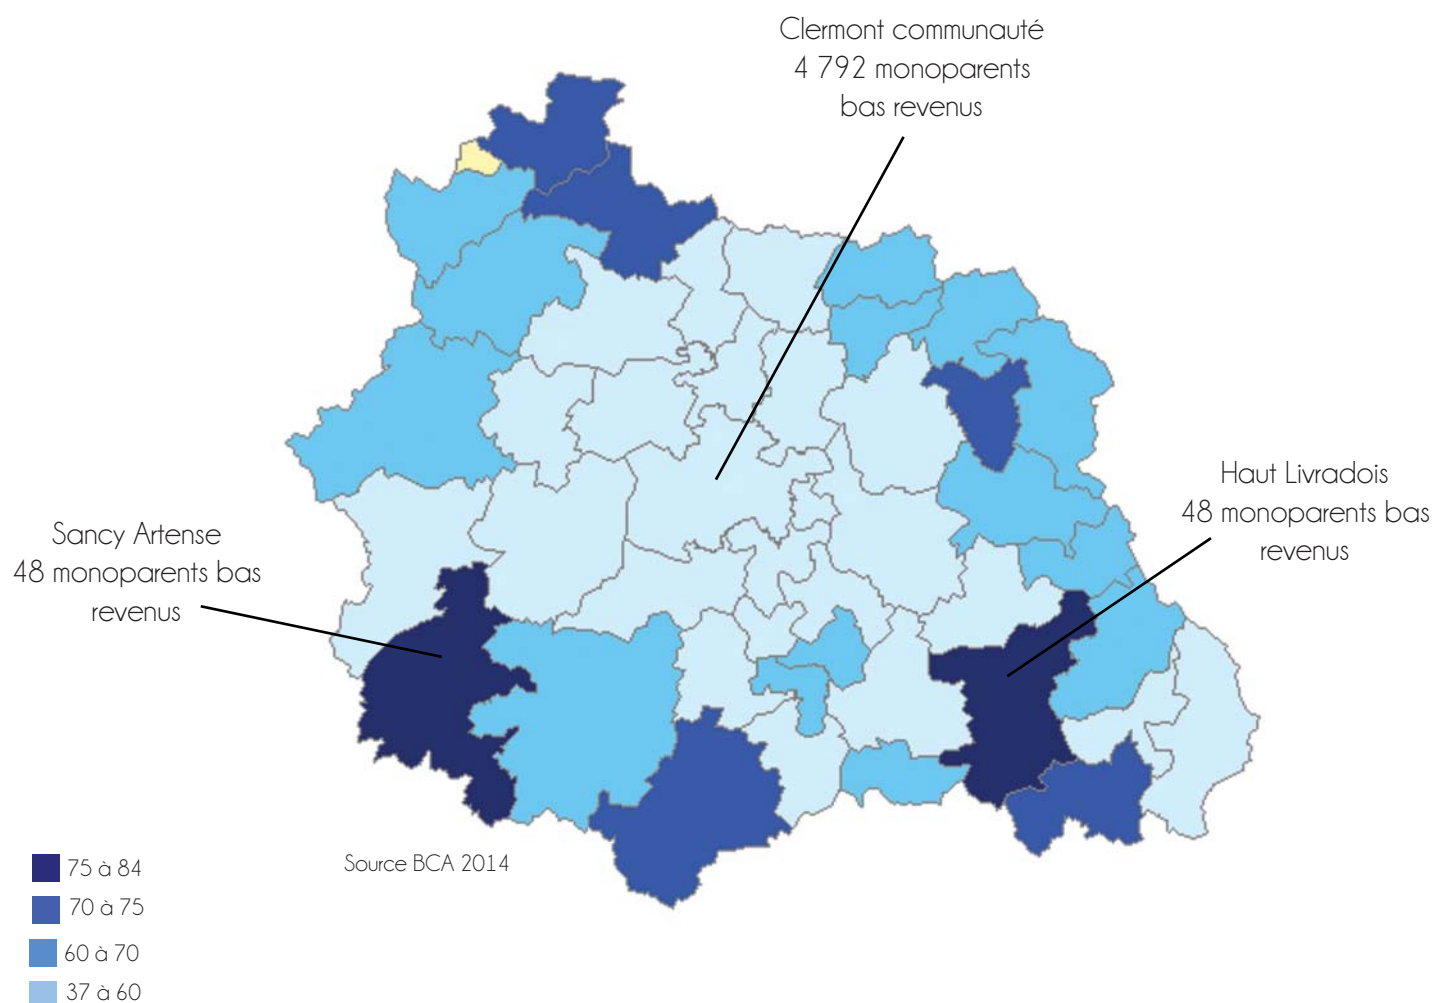 Clermont communauté
4 792 monoparents
bas revenus
Haut Livradois
48 monoparents bas
revenus
Sancy Artense
48 monoparents bas
revenus
Source BCA 2014
75 à 84
70 à 75
60 à 70
37 à 60